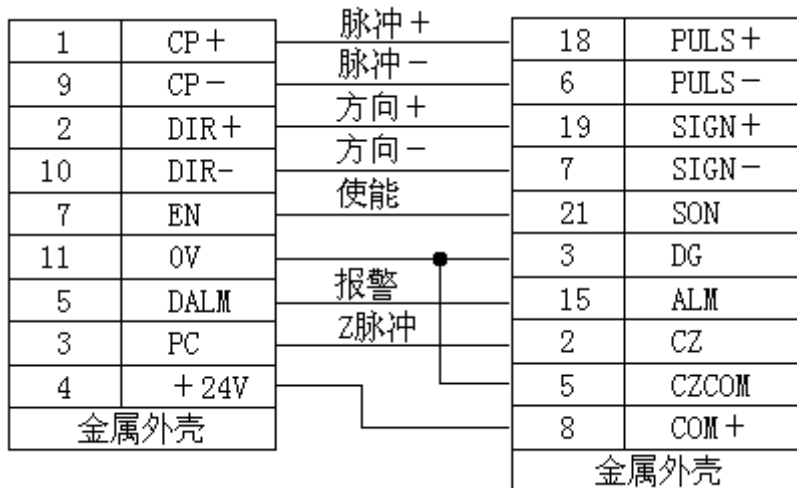 1 CP+ 脉冲+ 18 PULS+
9 CP- 脉冲- 6 PULS-
2 DIR+ 方向+ 19 SIGN+
10 DIR- 方向- 7 SIGN-
7 EN 使能 21 SON
11 0V 3 DG
5 DALM 报警 15 ALM
3 PC Z脉冲 2 CZ
4 +24V 5 CZCOM
金属外壳 8 COM+
金属外壳